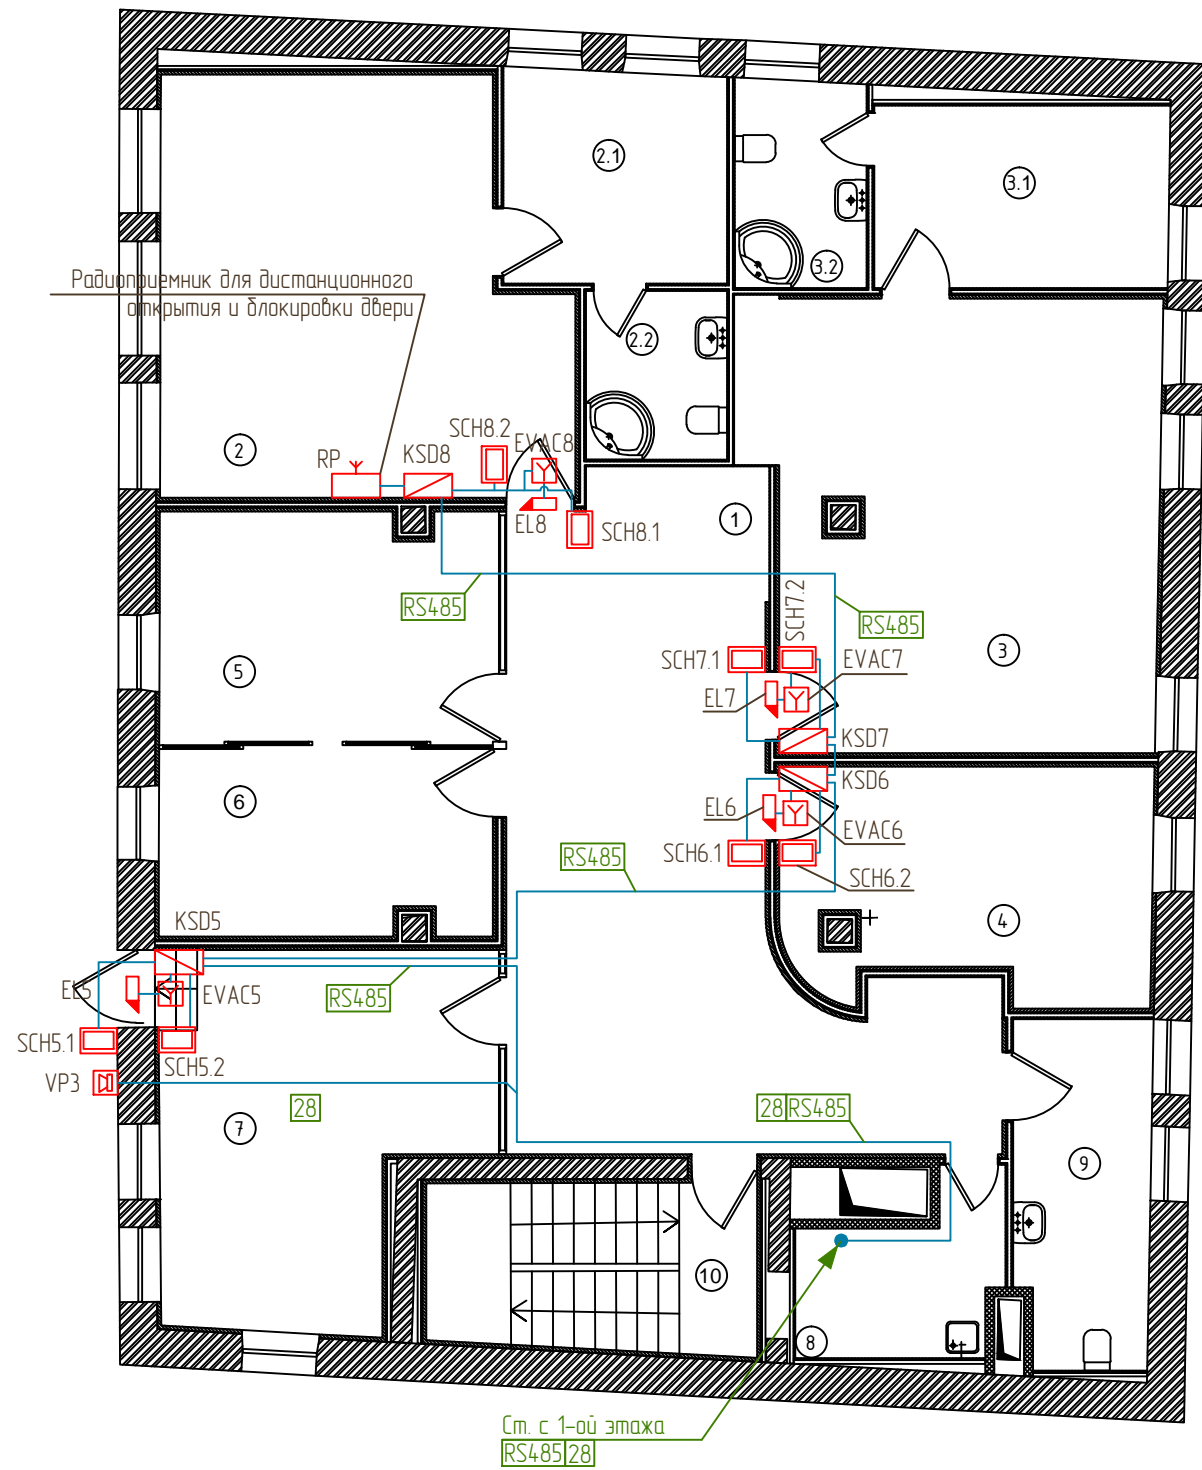 2.1
3.1
3.2
Радиоприемник для дистанционного
открытия и блокировки двери
2.2
SCH8.2
EVAC8
2
RP
KSD8
EL8
SCH8.1
1
RS485
SCH7.2
RS485
SCH7.1
EVAC7
3
5
EL7
KSD7
KSD6
6
EL6
EVAC6
RS485
SCH6.1
SCH6.2
KSD5
4
EL5
EVAC5
RS485
SCH5.1
SCH5.2
VP3
28
28 RS485
7
9
10
8
Ст. с 1-ой этажа
RS485 28